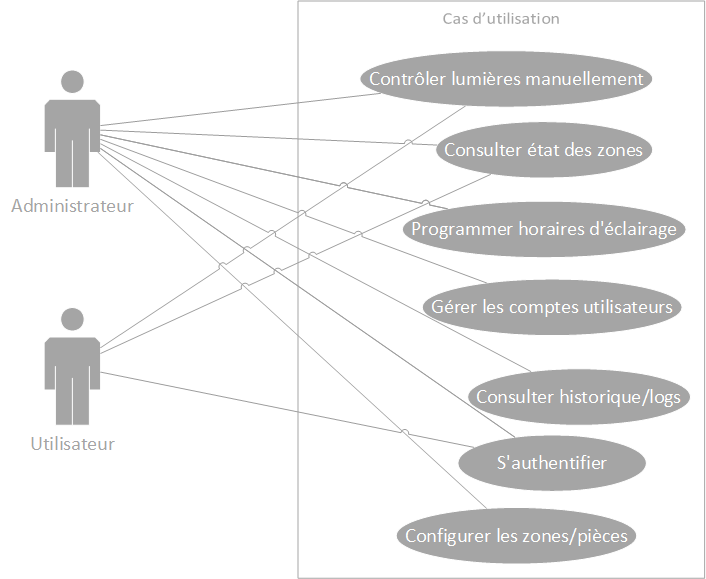 Cas d’utilisation
Contrôler lumières manuellement
Consulter état des zones
Administrateur
Programmer horaires d'éclairage
Gérer les comptes utilisateurs
Consulter historique/logs
Utilisateur
S'authentifier
Configurer les zones/pièces